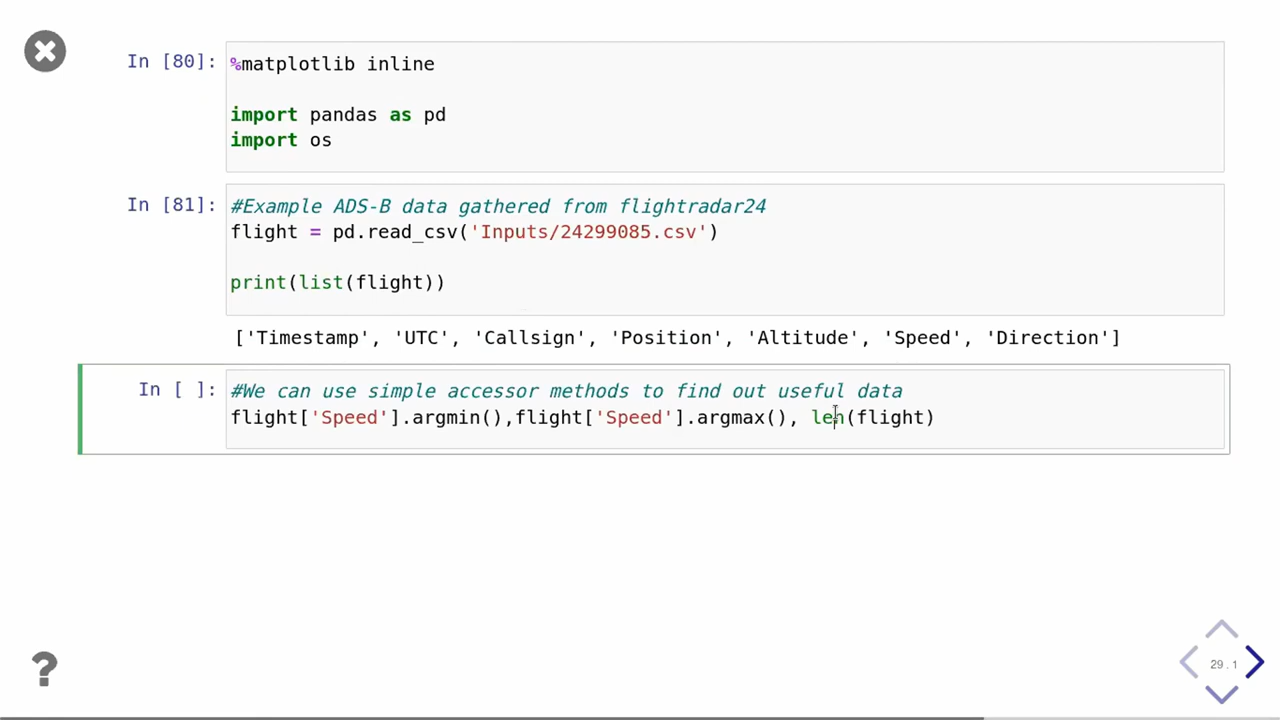 In [80]: %matplotlib inline
import pandas as pd
import os
In [81]: #Example ADS-B data gathered from flightradar24
flight = pd.read_csv('Inputs/24299085.csv')
print(list(flight))
['Timestamp', 'UTC', 'Callsign', 'Position', 'Altitude', 'Speed', 'Direction']
In [ ]: #We can use simple accessor methods to find out useful data
flight['Speed'].argmin(),flight['Speed'].argmax(), len(flight)
?
29.1